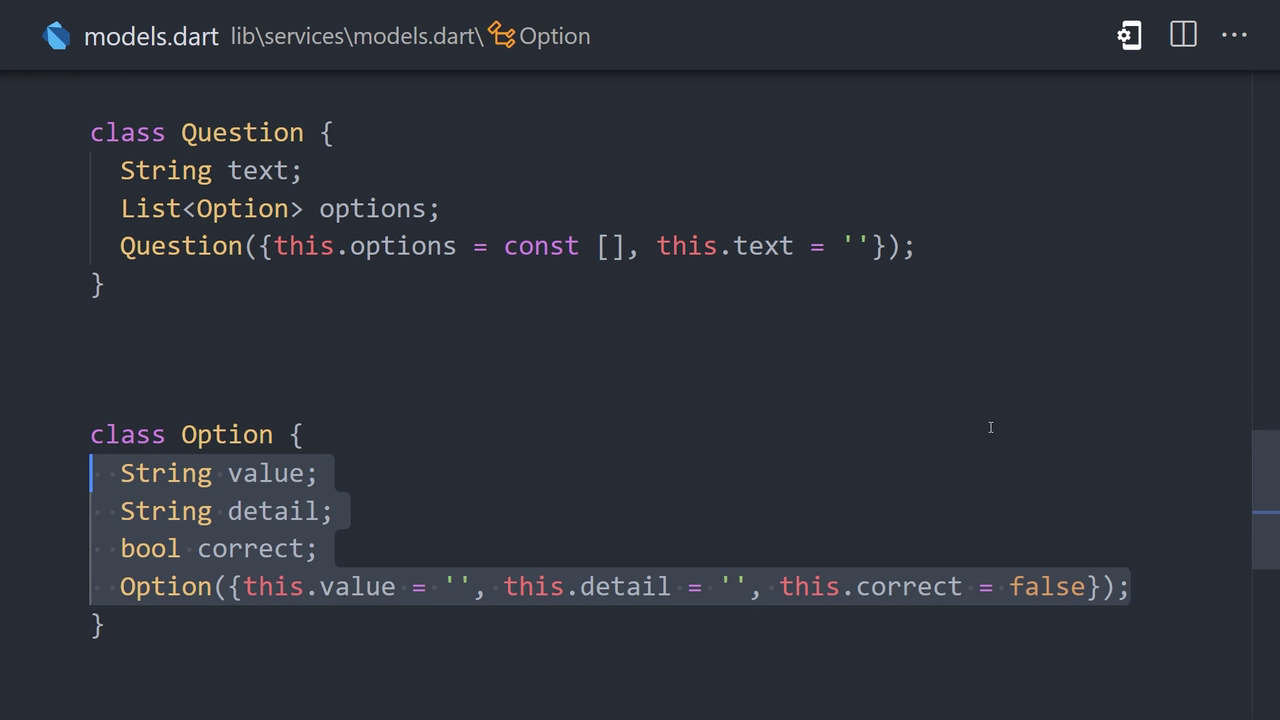 models.dart lib\services\models.dart\ Option
class Question {
String text;
List<Option> options;
Question({this.options = const [], this.text = ''});
}
class Option {
String value;
String detail;
bool correct;
Option({this.value = '', this.detail = '', this.correct = false});
}